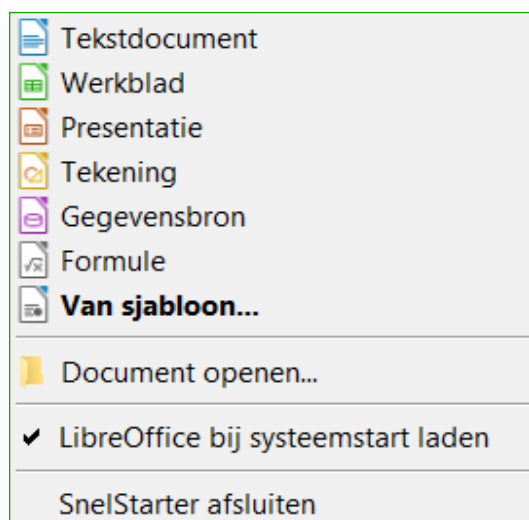 Tekstdocument
Werkblad
Presentatie
Tekening
Gegevensbron
Formule
Van sjabloon...
Document openen...
LibreOffice bij systeemstart laden
SnelStarter afsluiten